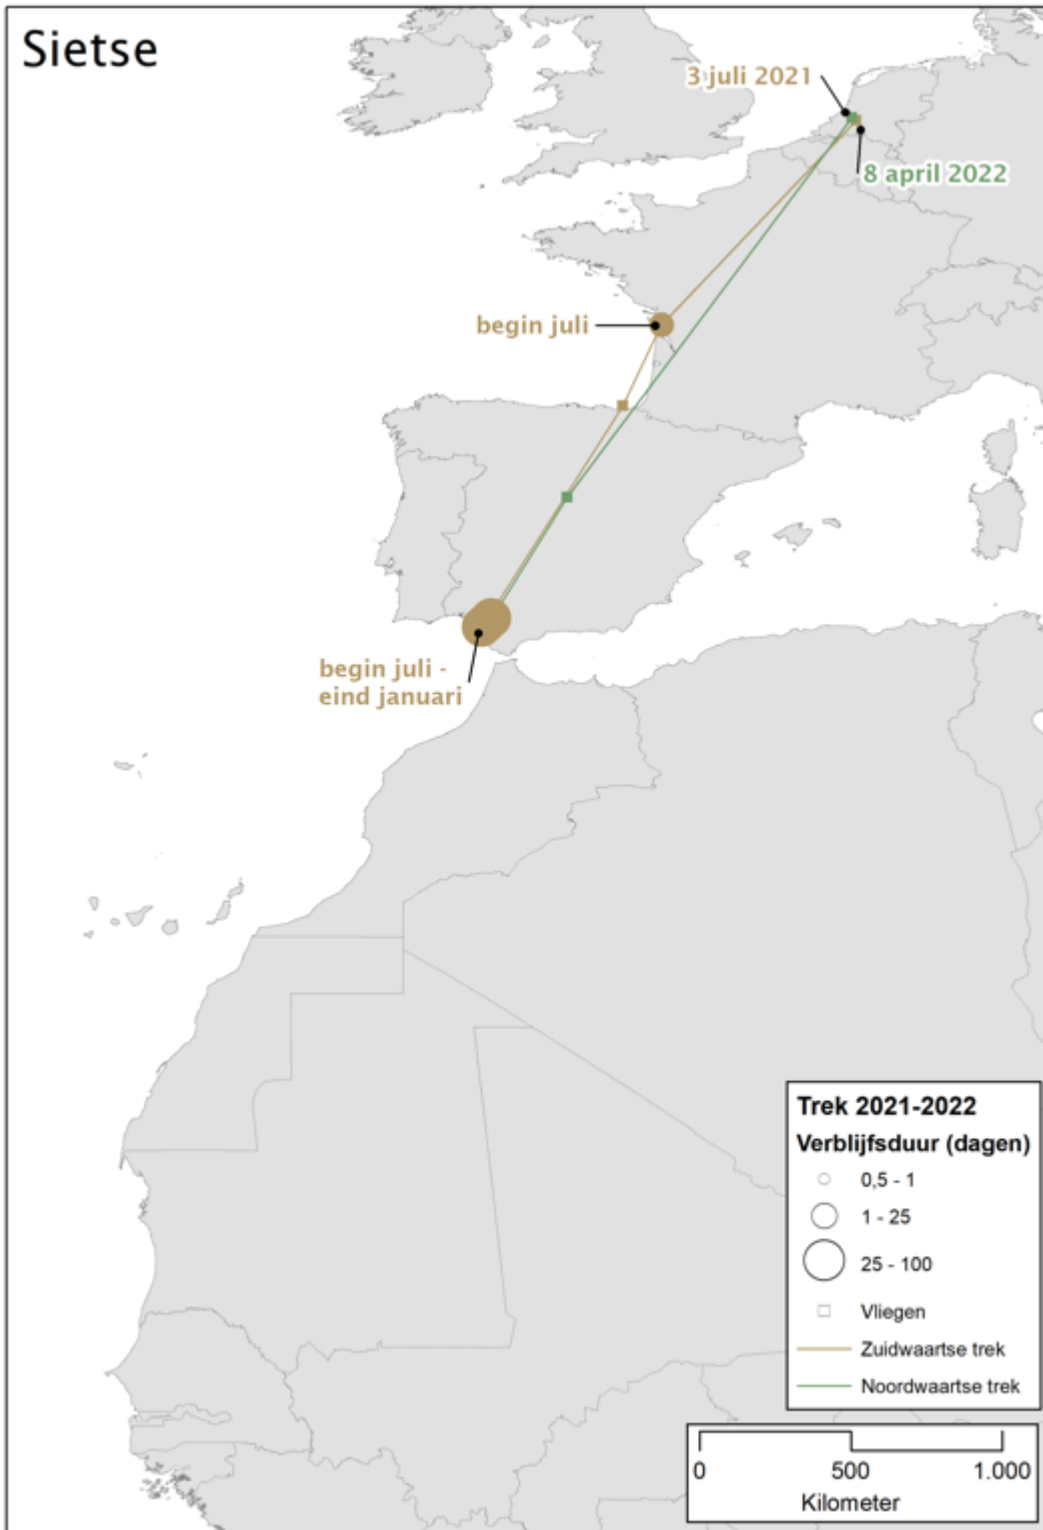 Sietse
3 juli 2021
8 april 2022
begin juli
begin juli -
eind januari
Trek 2021-2022
Verblijfsduur (dagen)
0,5 - 1
1 - 25
25 - 100
Vliegen
Zuidwaartse trek
Noordwaartse trek
0 500 1.000
Kilometer